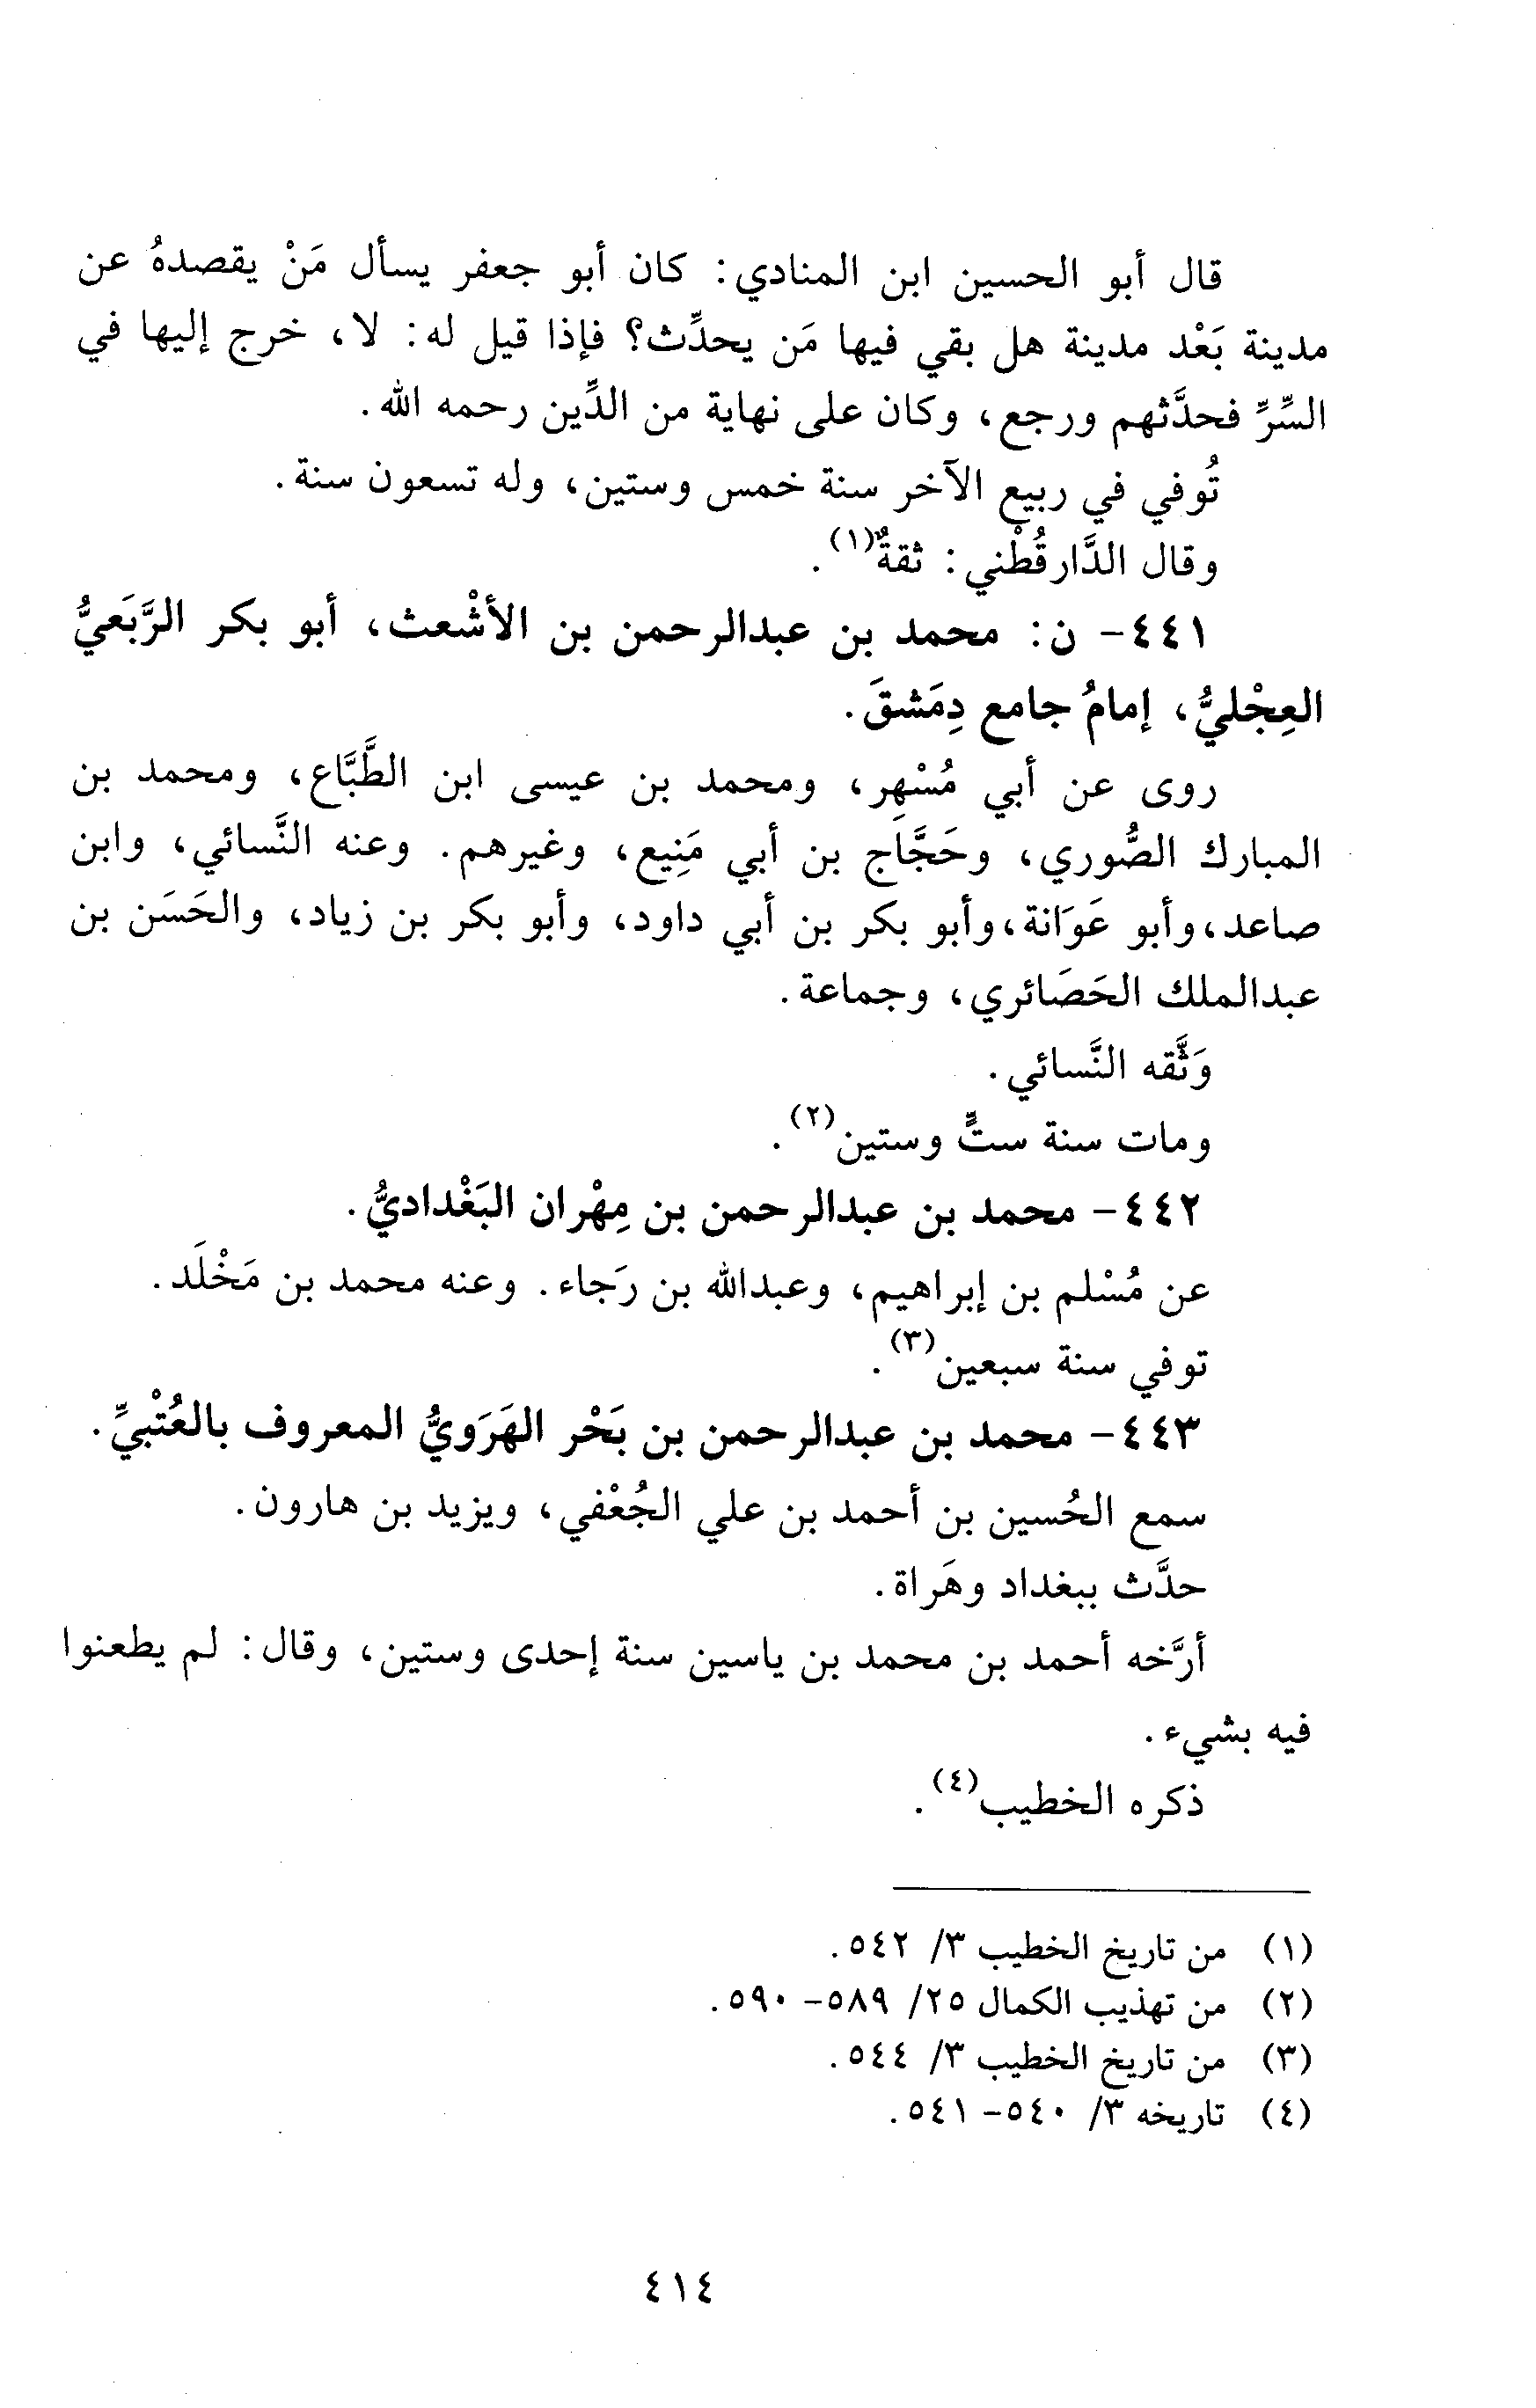 قال أبو الحسين ابن المنادي: كان أبو جعفر يسأل مَنْ يقصدهُ عن
مدينة بَعْد مدينة هل بقي فيها مَن يحدِّث؟ فإذا قيل له: لا، خرج إليها في
السِّرِّ فحدَّثهم ورجع، وكان على نهاية من الدِّين رحمه الله.
تُوفي في ربيع الآخر سنة خمس وستين، وله تسعون سنة.
وقال الدَّارقُطْني: ثقةٌ(١).
٤٤١- ن: محمد بن عبدالرحمن بن الأشْعث، أبو بكر الرَّبَعيُّ
العِجْليُّ، إمامُ جامع دِمَشقَ.
روى عن أبي مُسْهِر، ومحمد بن عيسى ابن الطَّبَّاع، ومحمد بن
المبارك الصُّوري، وحَجَّاج بن أبي مَنِيع، وغيرهم. وعنه النَّسائي، وابن
صاعد، وأبو عَوَانة، وأبو بكر بن أبي داود، وأبو بكر بن زياد، والحَسَن بن
عبدالملك الحَصَائري، وجماعة.
وَثَّقه النَّسائي.
ومات سنة ستٍّ وستين(٢).
٤٤٢- محمد بن عبدالرحمن بن مِهْران البَغْداديُّ.
عن مُسْلم بن إبراهيم، وعبدالله بن رَجاء. وعنه محمد بن مَخْلَد.
توفي سنة سبعين(٣).
٤٤٣- محمد بن عبدالرحمن بن بَحْر الهَرَويُّ المعروف بالعُتْبيِّ.
سمع الحُسين بن أحمد بن علي الجُعْفي، ويزيد بن هارون.
حدَّث ببغداد وهَراة.
أرَّخه أحمد بن محمد بن ياسين سنة إحدى وستين، وقال: لم يطعنوا
فيه بشيء.
ذكره الخطيب(٤).
(١) من تاريخ الخطيب ٣/ ٥٤٢.
(٢) من تهذيب الكمال ٢٥/ ٥٨٩- ٥٩٠.
(٣) من تاريخ الخطيب ٣/ ٥٤٤.
(٤) تاريخه ٣/ ٥٤٠- ٥٤١.
٤١٤